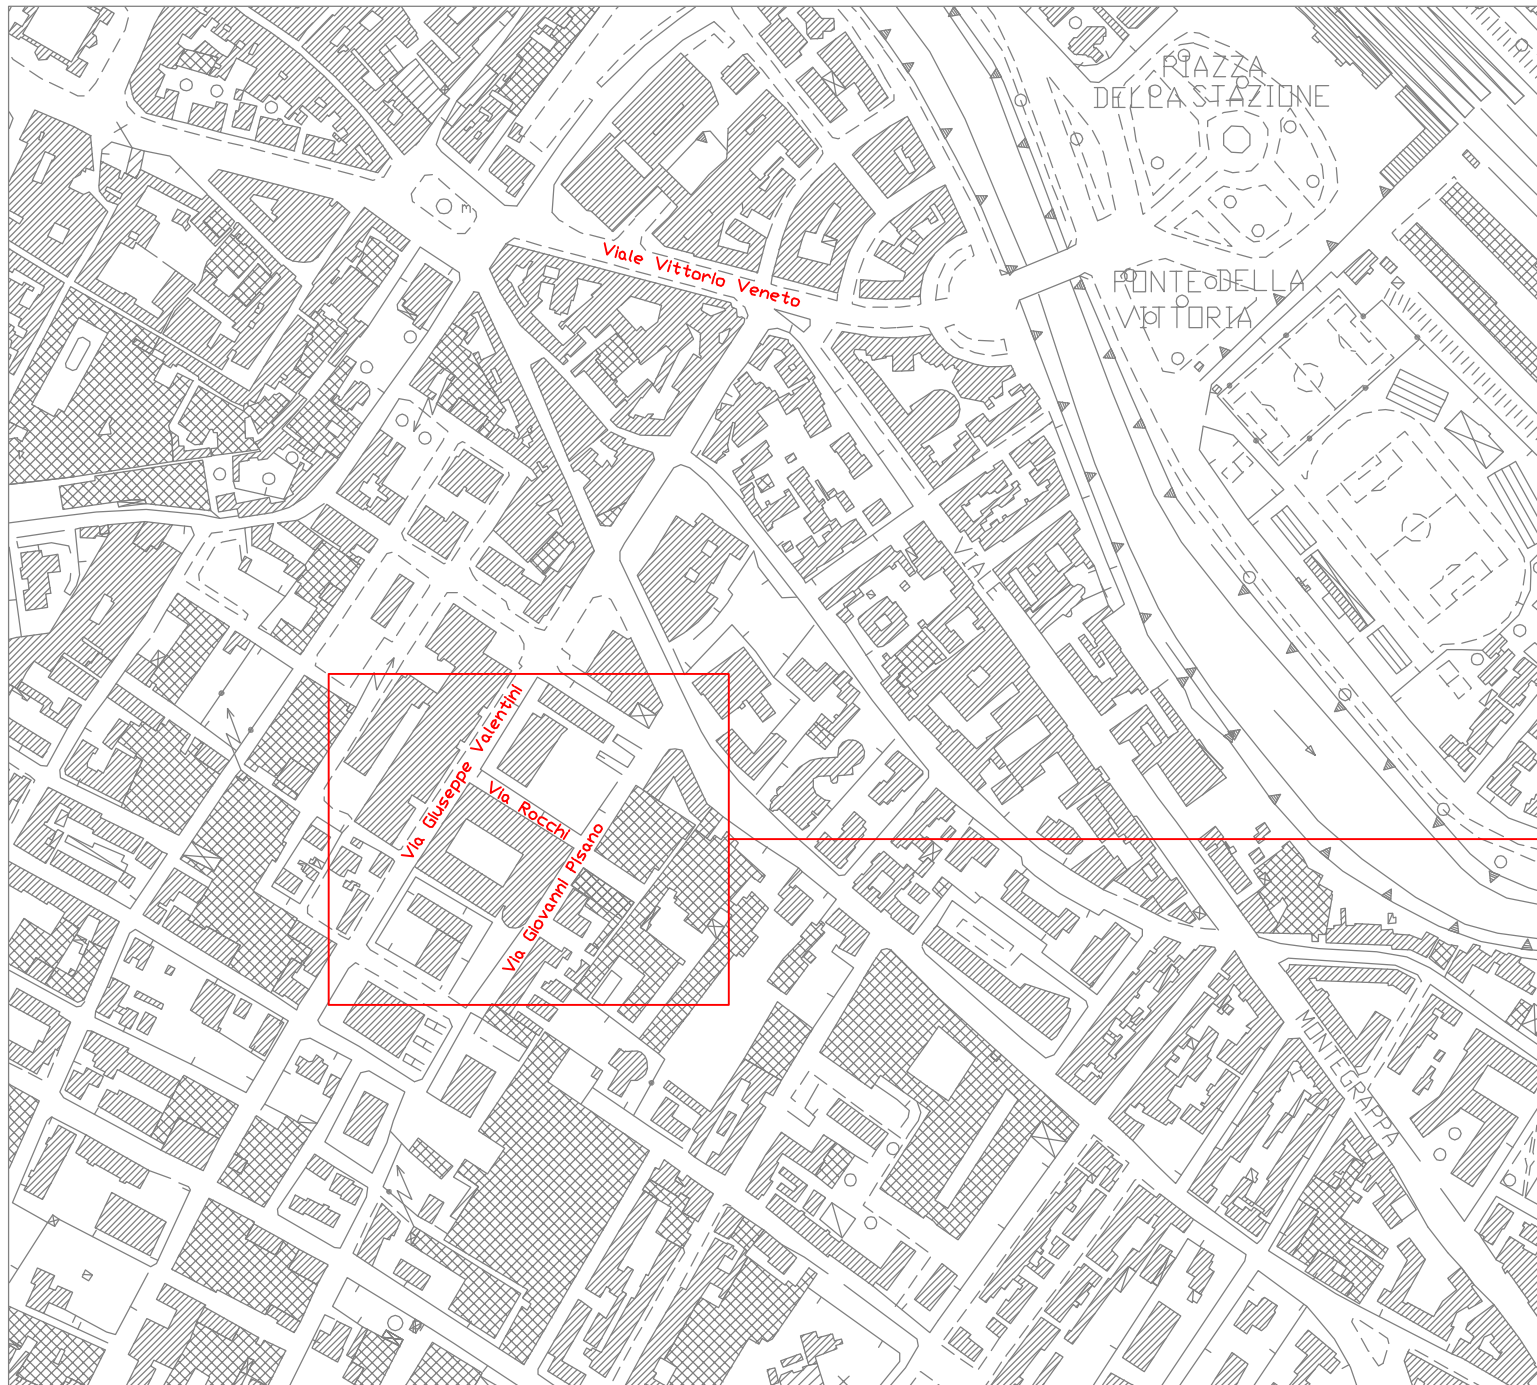 PIAZZA
DELLA STAZIONE
Viale Vittorio Veneto
PONTE DELLA
VITTORIA
VIALE
Via Giuseppe Valentini
Via Rocchi
Via Giovanni Pisano
MONTEGRAPPA